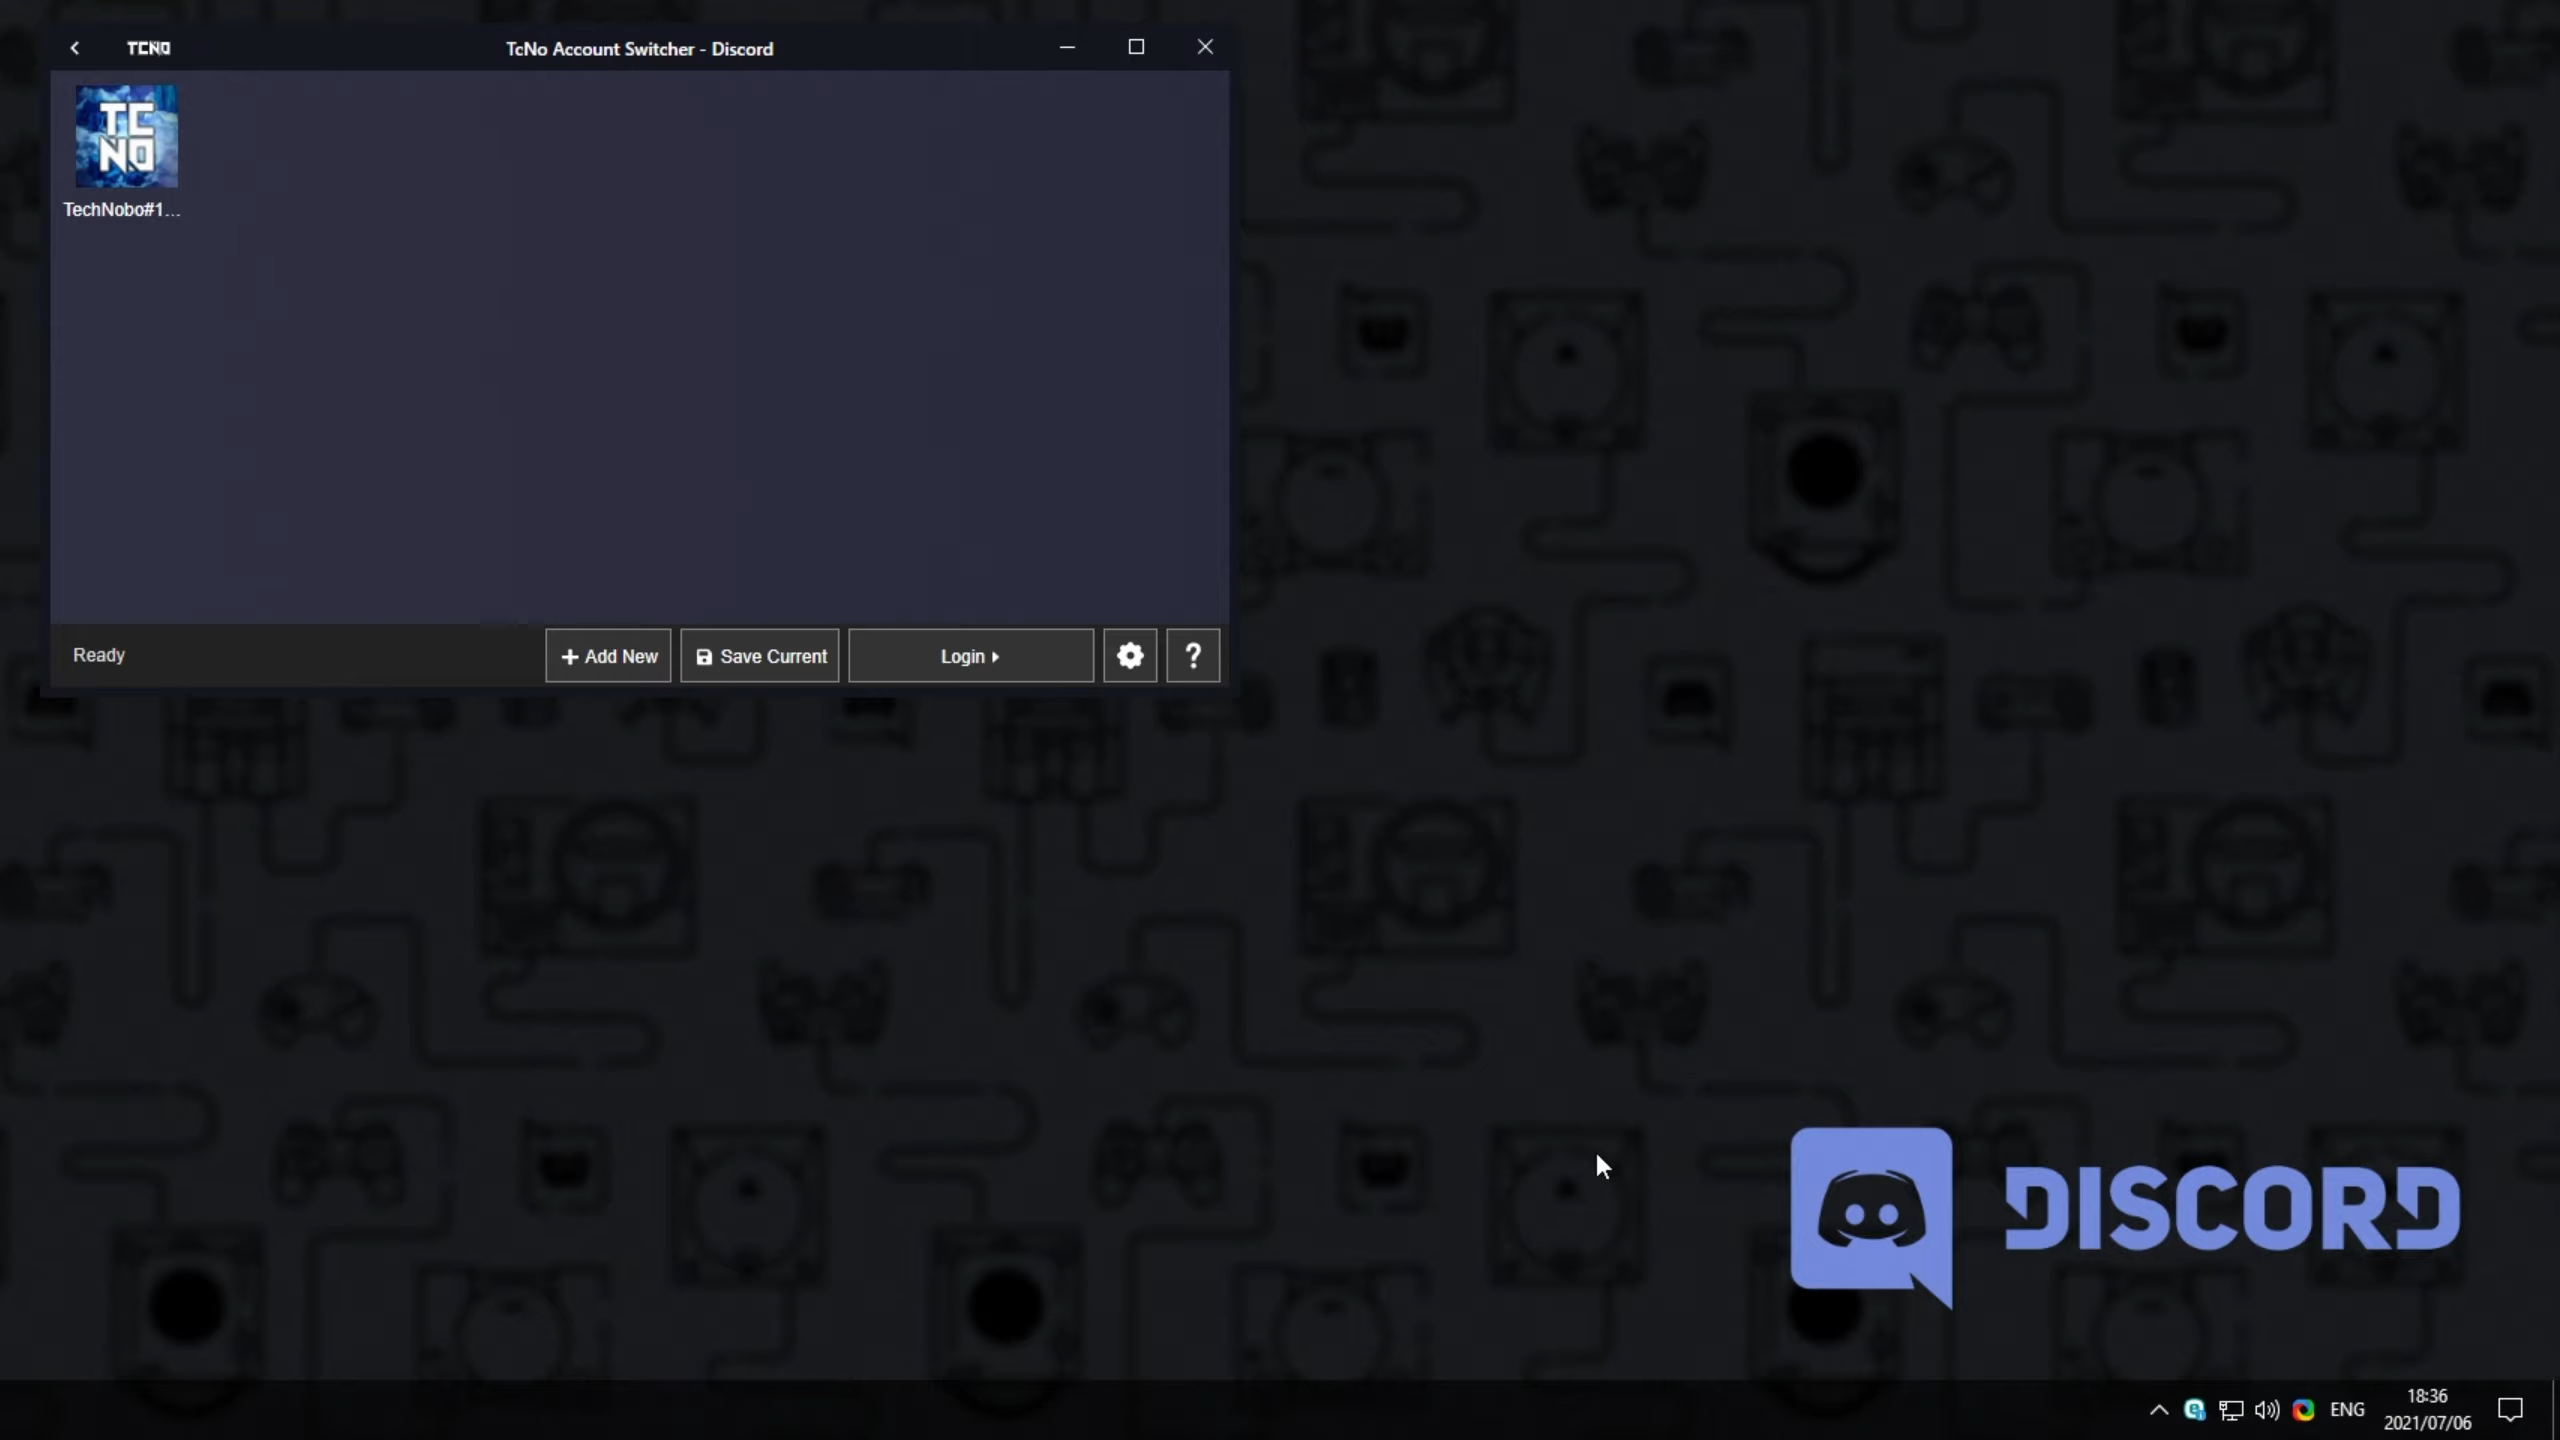 TCNO
TcNo Account Switcher - Discord
TC
NO
TechNobo#1...
Ready
Add New
Save Current
Login
?
DISCORD
ENG
18:36
2021/07/06